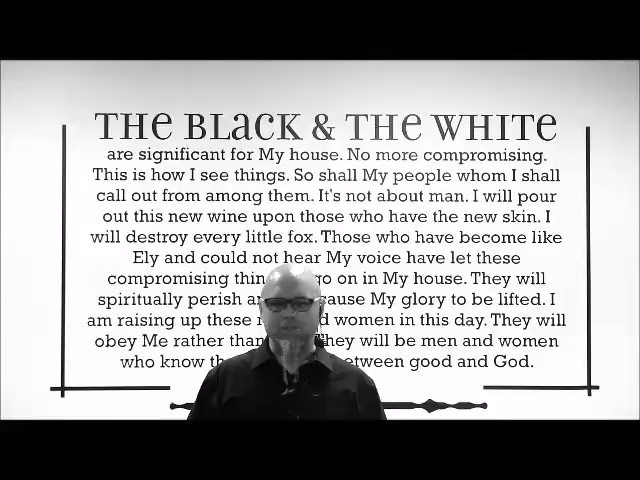 THE BLACK & THE WHITE
are significant for My house. No more compromising.
This is how I see things. So shall My people whom I shall
call out from among them. It's not about man. I will pour
out this new wine upon those who have the new skin. I
will destroy every little fox. Those who have become like
Ely and could not hear My voice have let these
compromising go on in My house. They will
spiritually perish My glory to be lifted. I
am raising up these women in this day. They will
obey Me rather They will be men and women
who know between good and God.